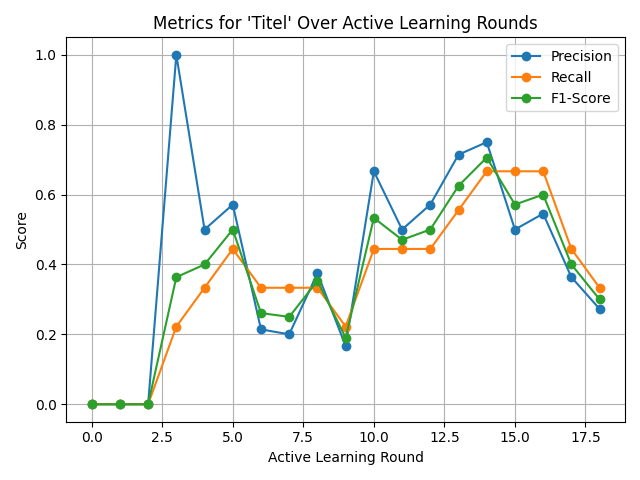 Metrics for 'Titel' Over Active Learning Rounds
Precision
Recall
F1-Score
Score
1.0
0.8
0.6
0.4
0.2
0.0
0.0 2.5 5.0 7.5 10.0 12.5 15.0 17.5
Active Learning Round